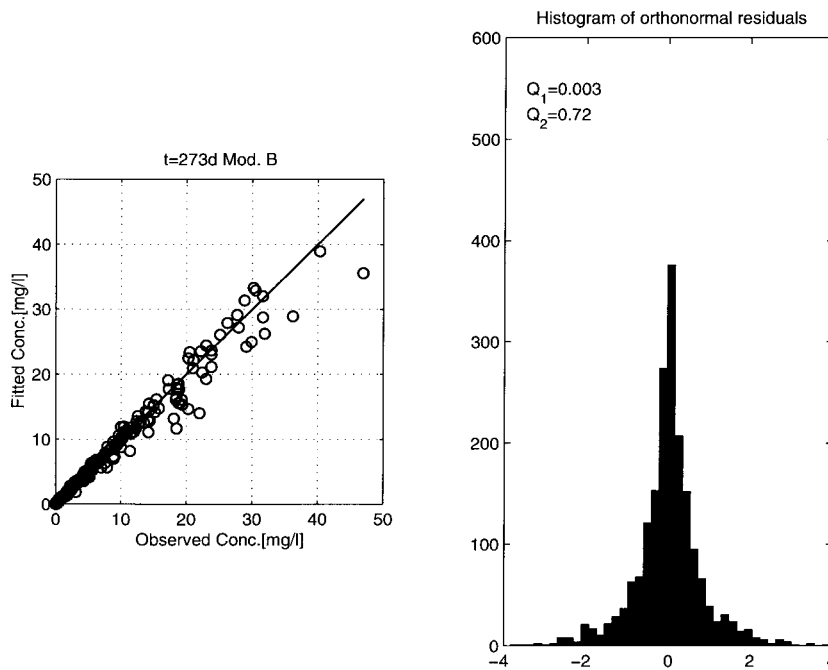 t=273d Mod. B
50
40
30
20
10
0
Fitted Conc.[mg/l]
0 10 20 30 40 50
Observed Conc.[mg/l]
Histogram of orthonormal residuals
600
500
400
300
200
100
0
Q1=0.003
Q2=0.72
-4 -2 0 2